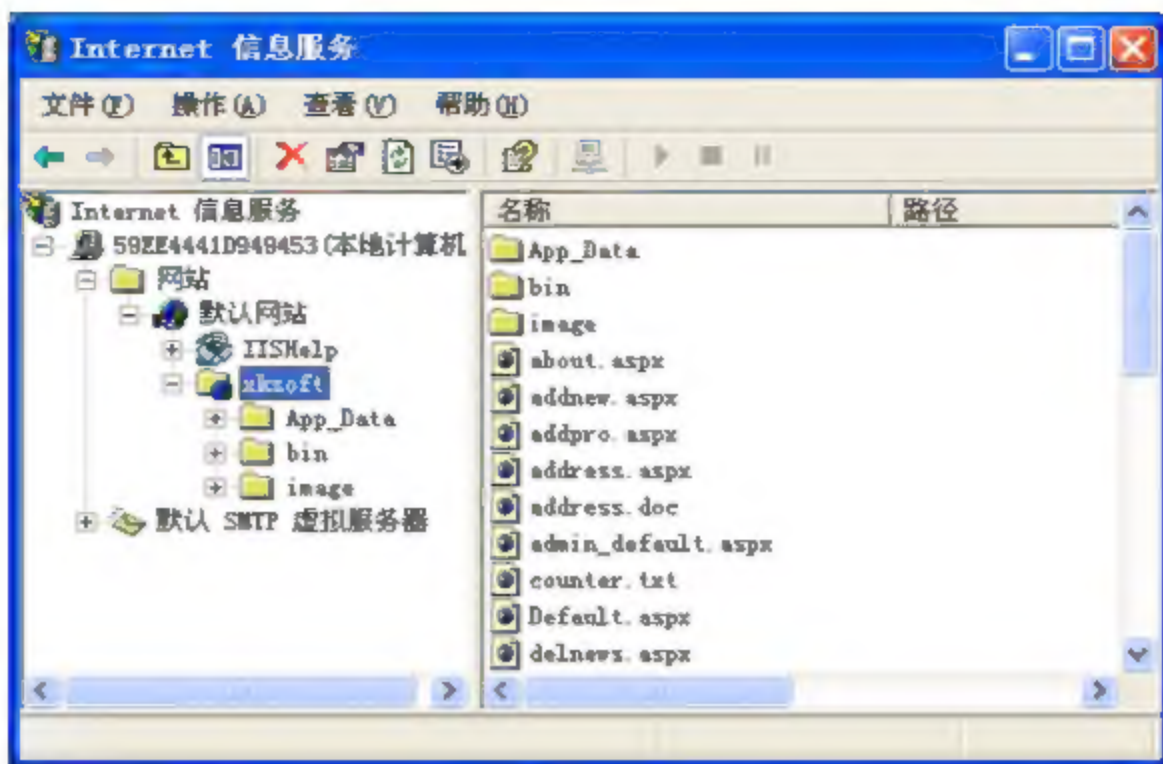 Internet 信息服务
文件(F) 操作(A) 查看(V) 帮助(H)
Internet 信息服务
59EE4441D949453(本地计算机
网站
默认网站
IISHelp
xkzoft
App_Data
bin
image
默认 SMTP 虚拟服务器
名称 路径
App_Data
bin
image
about.aspx
addnew.aspx
addpro.aspx
address.aspx
address.doc
admin_default.aspx
counter.txt
Default.aspx
delnews.aspx